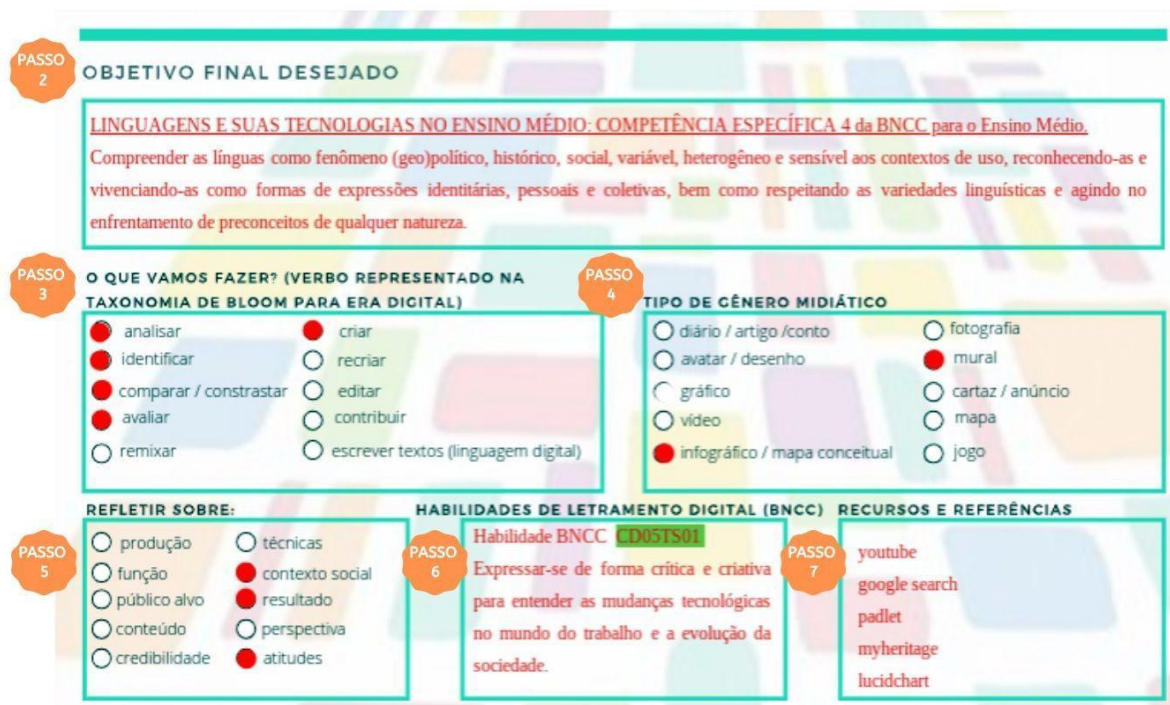 PASSO
2
OBJETIVO FINAL DESEJADO
LINGUAGENS E SUAS TECNOLOGIAS NO ENSINO MÉDIO: COMPETÊNCIA ESPECÍFICA 4 da BNCC para o Ensino Médio.
Compreender as línguas como fenômeno (geo)político, histórico, social, variável, heterogêneo e sensível aos contextos de uso, reconhecendo-as e
vivenciando-as como formas de expressões identitárias, pessoais e coletivas, bem como respeitando as variedades linguísticas e agindo no
enfrentamento de preconceitos de qualquer natureza.
PASSO
3
O QUE VAMOS FAZER? (VERBO REPRESENTADO NA
TAXONOMIA DE BLOOM PARA ERA DIGITAL)
analisar
identificar
comparar / constrastar
avaliar
remixar
criar
recriar
editar
contribuir
escrever textos (linguagem digital)
PASSO
4
TIPO DE GÊNERO MIDIÁTICO
diário / artigo /conto
avatar / desenho
gráfico
vídeo
infográfico / mapa conceitual
fotografia
mural
cartaz / anúncio
mapa
jogo
PASSO
5
REFLETIR SOBRE:
produção
função
público alvo
conteúdo
credibilidade
técnicas
contexto social
resultado
perspectiva
atitudes
PASSO
6
HABILIDADES DE LETRAMENTO DIGITAL (BNCC)
Habilidade BNCC CD05TS01
Expressar-se de forma crítica e criativa
para entender as mudanças tecnológicas
no mundo do trabalho e a evolução da
sociedade.
PASSO
7
RECURSOS E REFERÊNCIAS
youtube
google search
padlet
myheritage
lucidchart